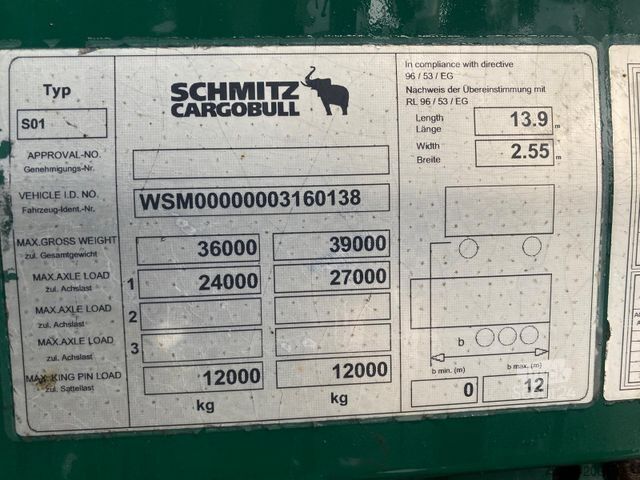 Typ
S01
SCHMITZ
CARGOBULL
In compliance with directive
96 / 53 / EG
Nachweis der Übereinstimmung mit
RL 96 / 53 / EG
Length
Länge
13.9 m
Width
Breite
2.55 m
APPROVAL-NO.
Genehmigungs-Nr.
VEHICLE I.D. NO.
Fahrzeug-Ident.-Nr.
WSM00000003160138
MAX.GROSS WEIGHT
zul. Gesamtgewicht
36000 39000
MAX.AXLE LOAD
zul. Achslast
1 24000 27000
MAX.AXLE LOAD
zul. Achslast
2
MAX.AXLE LOAD
zul. Achslast
3
MAX. KING PIN LOAD
zul. Sattellast
12000 12000
kg kg
b
b min. (m) b max. (m)
0 12